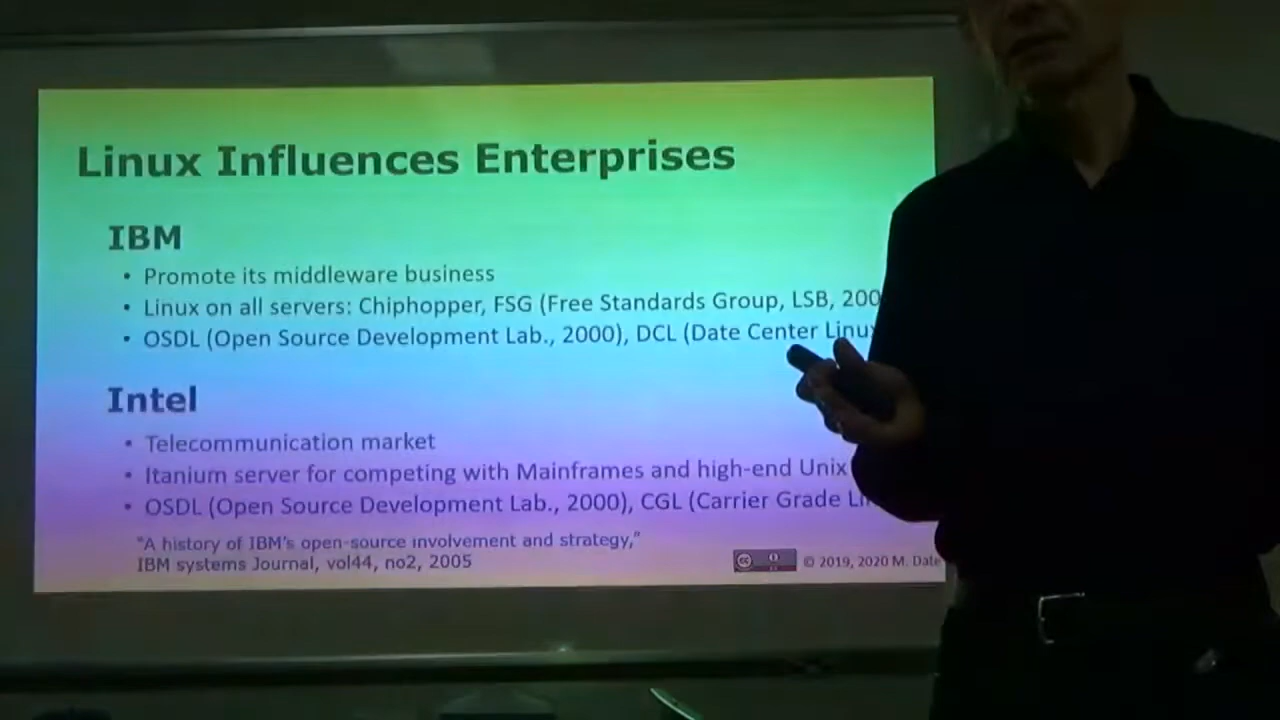 Linux Influences Enterprises
IBM
• Promote its middleware business
• Linux on all servers: Chiphopper, FSG (Free Standards Group, LSB, 200
• OSDL (Open Source Development Lab., 2000), DCL (Date Center Linux
Intel
• Telecommunication market
• Itanium server for competing with Mainframes and high-end Unix
• OSDL (Open Source Development Lab., 2000), CGL (Carrier Grade Li
“A history of IBM’s open-source involvement and strategy,”
IBM systems Journal, vol44, no2, 2005
cc
© 2019, 2020 M. Date